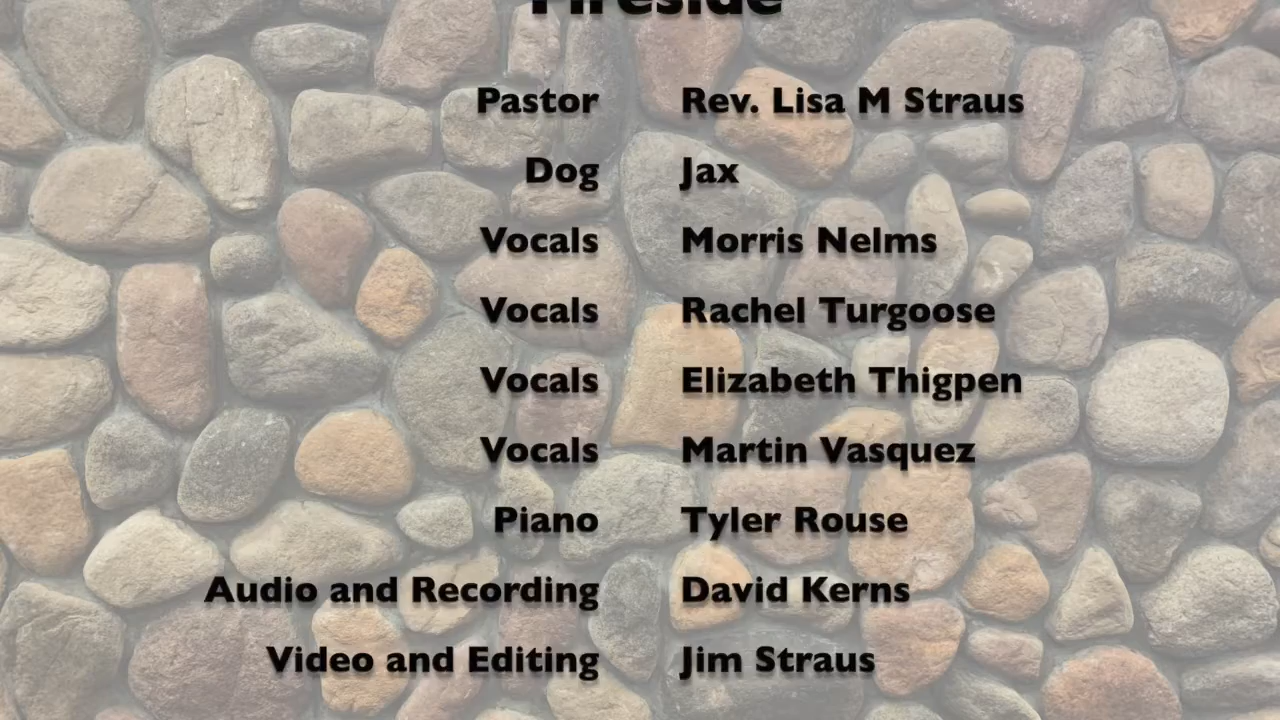 Fireside
Pastor Rev. Lisa M Straus
Dog Jax
Vocals Morris Nelms
Vocals Rachel Turgoose
Vocals Elizabeth Thigpen
Vocals Martin Vasquez
Piano Tyler Rouse
Audio and Recording David Kerns
Video and Editing Jim Straus